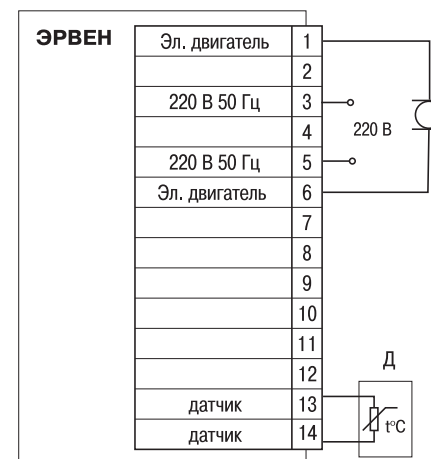 ЭРВЕН
Эл. двигатель 1
2
220 В 50 Гц 3
4
220 В
220 В 50 Гц 5
Эл. двигатель 6
7
8
9
10
11
12
Д
датчик 13
t°C
датчик 14